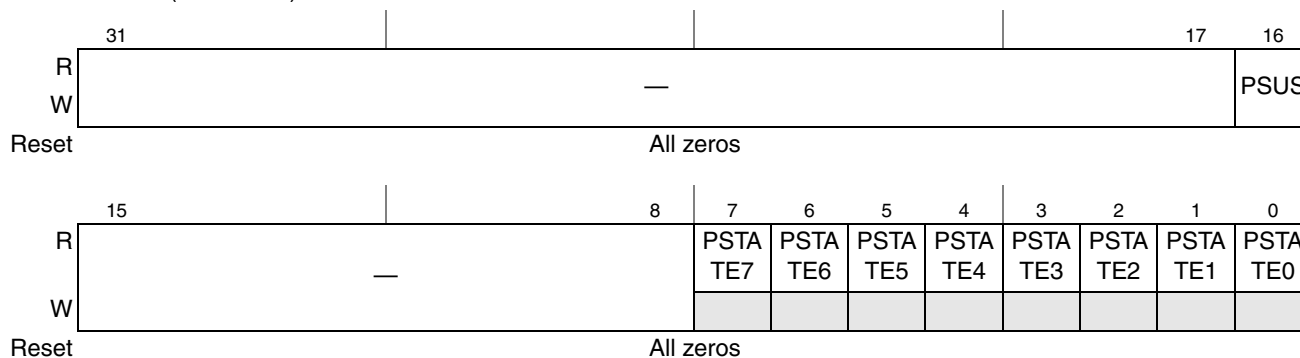 31 17 16
R
W
— PSUS
Reset All zeros
15 8 7 6 5 4 3 2 1 0
R
W
— PSTA PSTA PSTA PSTA PSTA PSTA PSTA PSTA
TE7 TE6 TE5 TE4 TE3 TE2 TE1 TE0
Reset All zeros